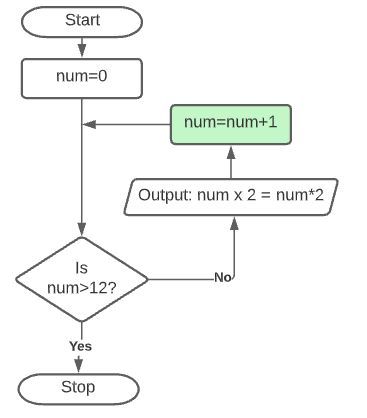 Start
num=0
num=num+1
Output: num x 2 = num*2
Is
num>12?
No
Yes
Stop